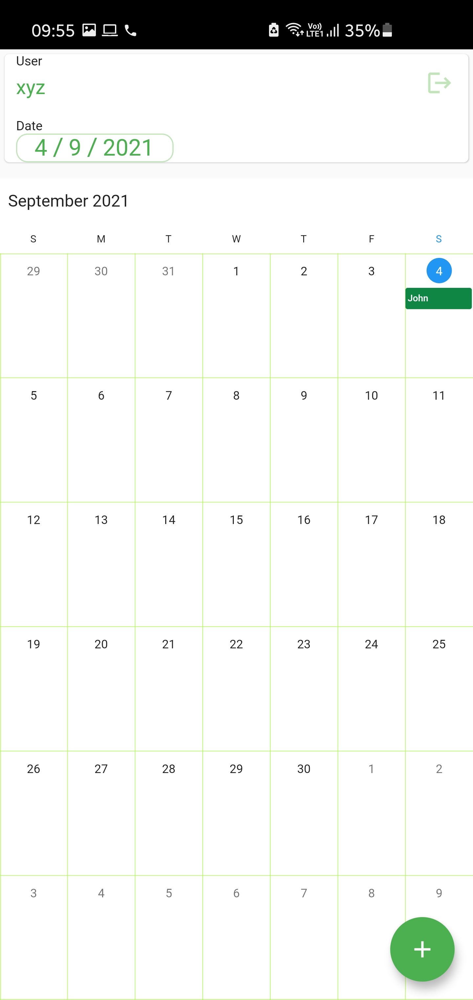 09:55 Vo)) LTE1 35%
User
xyz
Date
4 / 9 / 2021
September 2021
S M T W T F S
29 30 31 1 2 3 4
John
5 6 7 8 9 10 11
12 13 14 15 16 17 18
19 20 21 22 23 24 25
26 27 28 29 30 1 2
3 4 5 6 7 8 9
+